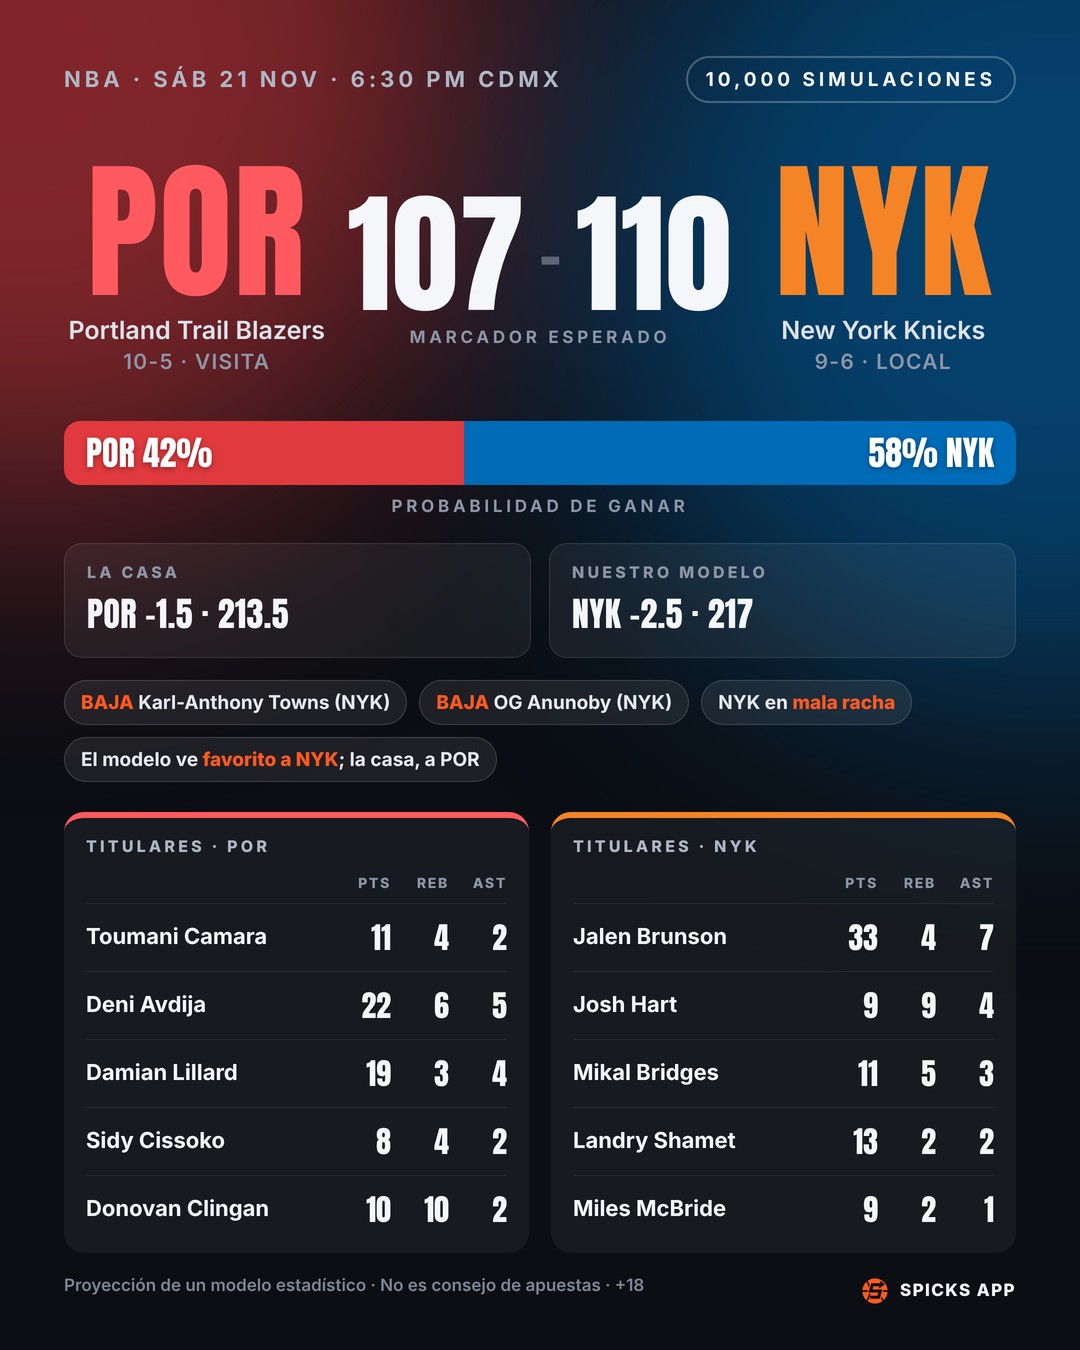 NBA · SÁB 21 NOV · 6:30 PM CDMX
10,000 SIMULACIONES
POR
107 - 110
NYK
Portland Trail Blazers
10-5 · VISITA
MARCADOR ESPERADO
New York Knicks
9-6 · LOCAL
POR 42%
58% NYK
PROBABILIDAD DE GANAR
LA CASA
POR -1.5 · 213.5
NUESTRO MODELO
NYK -2.5 · 217
BAJA Karl-Anthony Towns (NYK)
BAJA OG Anunoby (NYK)
NYK en mala racha
El modelo ve favorito a NYK; la casa, a POR
TITULARES · POR
PTS REB AST
Toumani Camara 11 4 2
Deni Avdija 22 6 5
Damian Lillard 19 3 4
Sidy Cissoko 8 4 2
Donovan Clingan 10 10 2
TITULARES · NYK
PTS REB AST
Jalen Brunson 33 4 7
Josh Hart 9 9 4
Mikal Bridges 11 5 3
Landry Shamet 13 2 2
Miles McBride 9 2 1
Proyección de un modelo estadístico · No es consejo de apuestas · +18
SPICKS APP